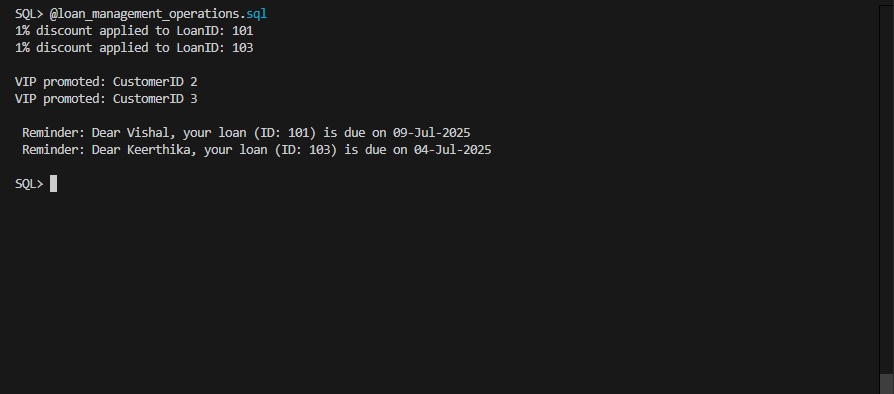 SQL> @loan_management_operations.sql
1% discount applied to LoanID: 101
1% discount applied to LoanID: 103
VIP promoted: CustomerID 2
VIP promoted: CustomerID 3
Reminder: Dear Vishal, your loan (ID: 101) is due on 09-Jul-2025
Reminder: Dear Keerthika, your loan (ID: 103) is due on 04-Jul-2025
SQL>